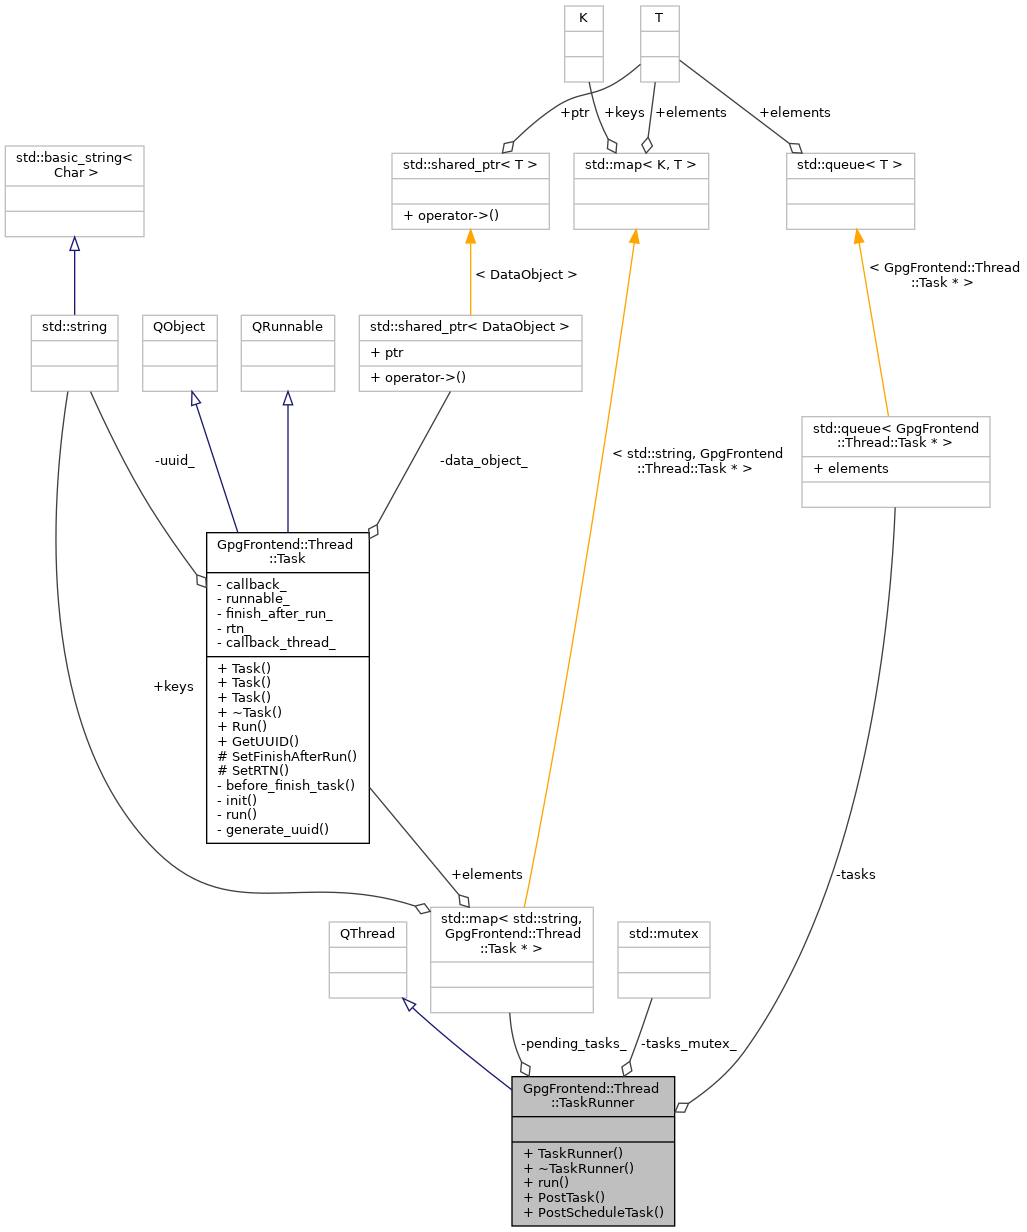 K
T
+ptr
+keys
+elements
+elements
std::basic_string<
Char >
std::shared_ptr< T >
+ operator->()
std::map< K, T >
std::queue< T >
< DataObject >
< GpgFrontend::Thread
::Task * >
std::string
QObject
QRunnable
std::shared_ptr< DataObject >
+ ptr
+ operator->()
-uuid_
-data_object_
< std::string, GpgFrontend
::Thread::Task * >
std::queue< GpgFrontend
::Thread::Task * >
+ elements
GpgFrontend::Thread
::Task
- callback_
- runnable_
- finish_after_run_
- rtn_
- callback_thread_
+ Task()
+ Task()
+ Task()
+ ~Task()
+ Run()
+ GetUUID()
# SetFinishAfterRun()
# SetRTN()
- before_finish_task()
- init()
- run()
- generate_uuid()
+keys
+elements
-tasks
std::map< std::string,
GpgFrontend::Thread
::Task * >
QThread
std::mutex
-pending_tasks_
-tasks_mutex_
GpgFrontend::Thread
::TaskRunner
+ TaskRunner()
+ ~TaskRunner()
+ run()
+ PostTask()
+ PostScheduleTask()